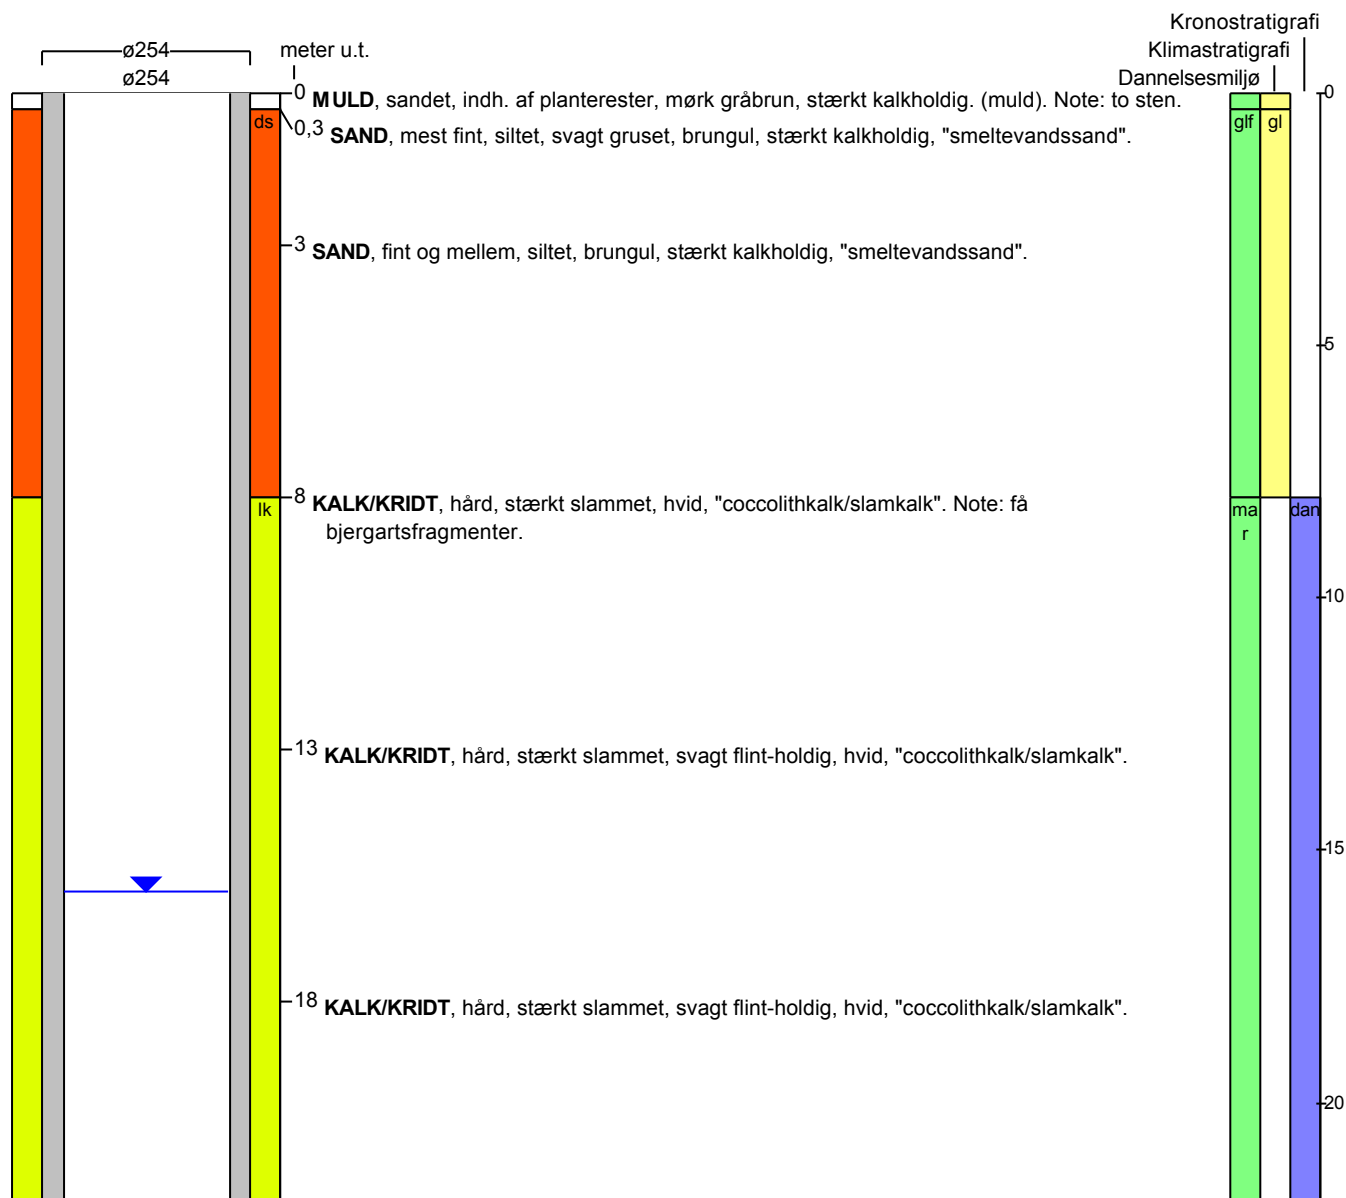 Kronostratigrafi
ø254
meter u.t.
Klimastratigrafi
ø254
Dannelsesmiljø
0
MULD, sandet, indh. af planterester, mørk gråbrun, stærkt kalkholdig. (muld). Note: to sten.
0
ds
0,3
SAND, mest fint, siltet, svagt gruset, brungul, stærkt kalkholdig, "smeltevandssand".
glf
gl
3
SAND, fint og mellem, siltet, brungul, stærkt kalkholdig, "smeltevandssand".
5
8
KALK/KRIDT, hård, stærkt slammet, hvid, "coccolithkalk/slamkalk". Note: få
bjergartsfragmenter.
lk
ma
r
dan
10
13
KALK/KRIDT, hård, stærkt slammet, svagt flint-holdig, hvid, "coccolithkalk/slamkalk".
15
18
KALK/KRIDT, hård, stærkt slammet, svagt flint-holdig, hvid, "coccolithkalk/slamkalk".
20